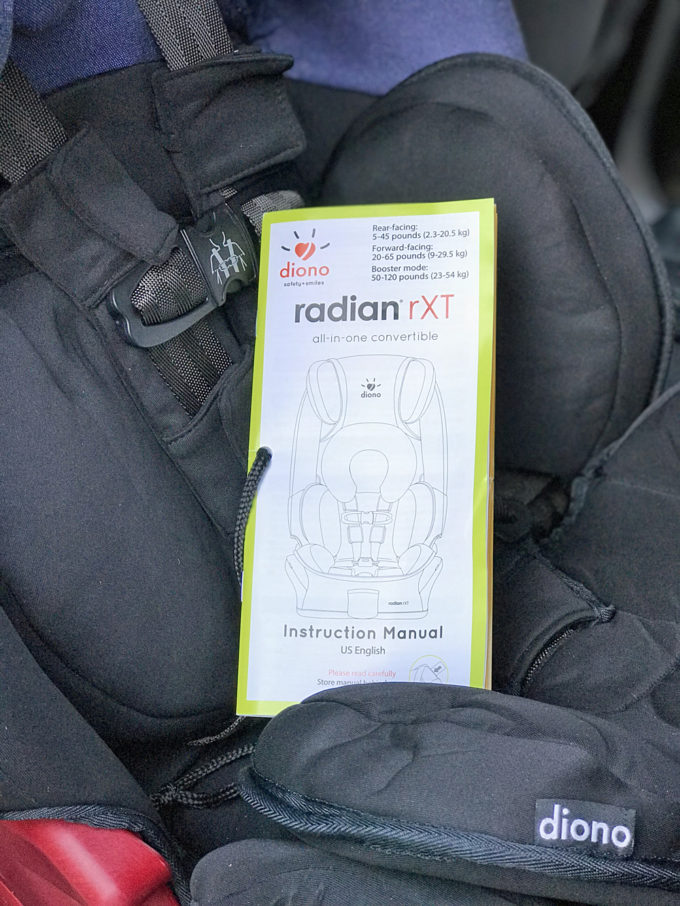 Rear-facing:
5-45 pounds (2.3-20.5 kg)
Forward-facing:
20-65 pounds (9-29.5 kg)
Booster mode:
50-120 pounds (23-54 kg)
diono
safety+smiles
radian® rXT
all-in-one convertible
diono
radian rXT
Instruction Manual
US English
Please read carefully
Store manual
diono